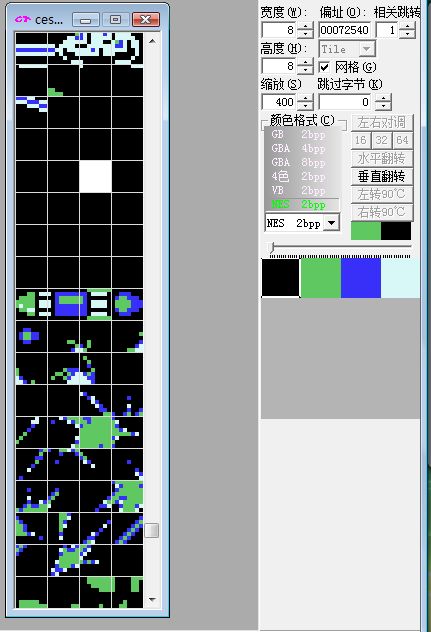 CT ces...
宽度(W): 偏址(O): 相关跳转
8 00072540 1
高度(H): Tile
8 网格(G)
缩放(S) 跳过字节(K)
400 0
颜色格式(C)
GB 2bpp
GBA 4bpp
GBA 8bpp
4色 2bpp
VB 2bpp
NES 2bpp
NES 2bpp
左右对调
16 32 64
水平翻转
垂直翻转
左转90℃
右转90℃